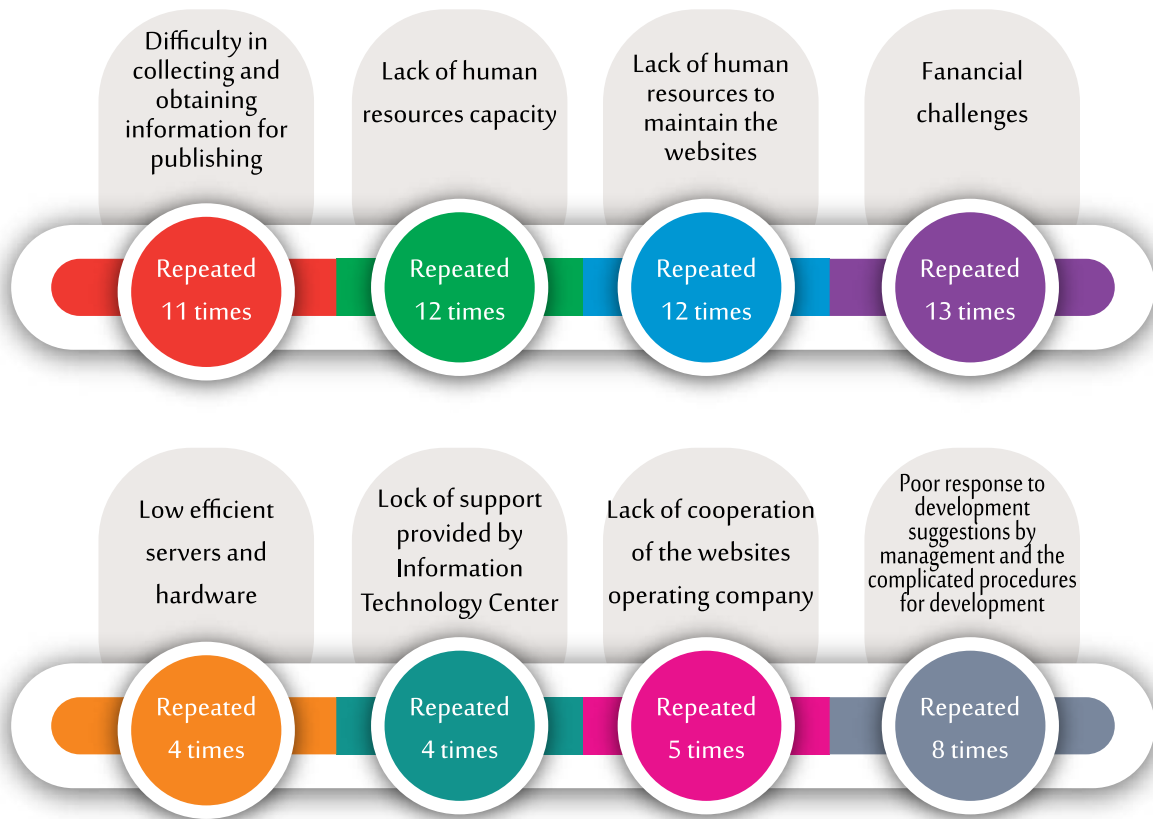 Difficulty in
collecting and
obtaining
information for
publishing
Repeated
11 times
Lack of human
resources capacity
Repeated
12 times
Lack of human
resources to
maintain the
websites
Repeated
12 times
Fanancial
challenges
Repeated
13 times
Low efficient
servers and
hardware
Repeated
4 times
Lock of support
provided by
Information
Technology Center
Repeated
4 times
Lack of cooperation
of the websites
operating company
Repeated
5 times
Poor response to
development
suggestions by
management and the
complicated procedures
for development
Repeated
8 times